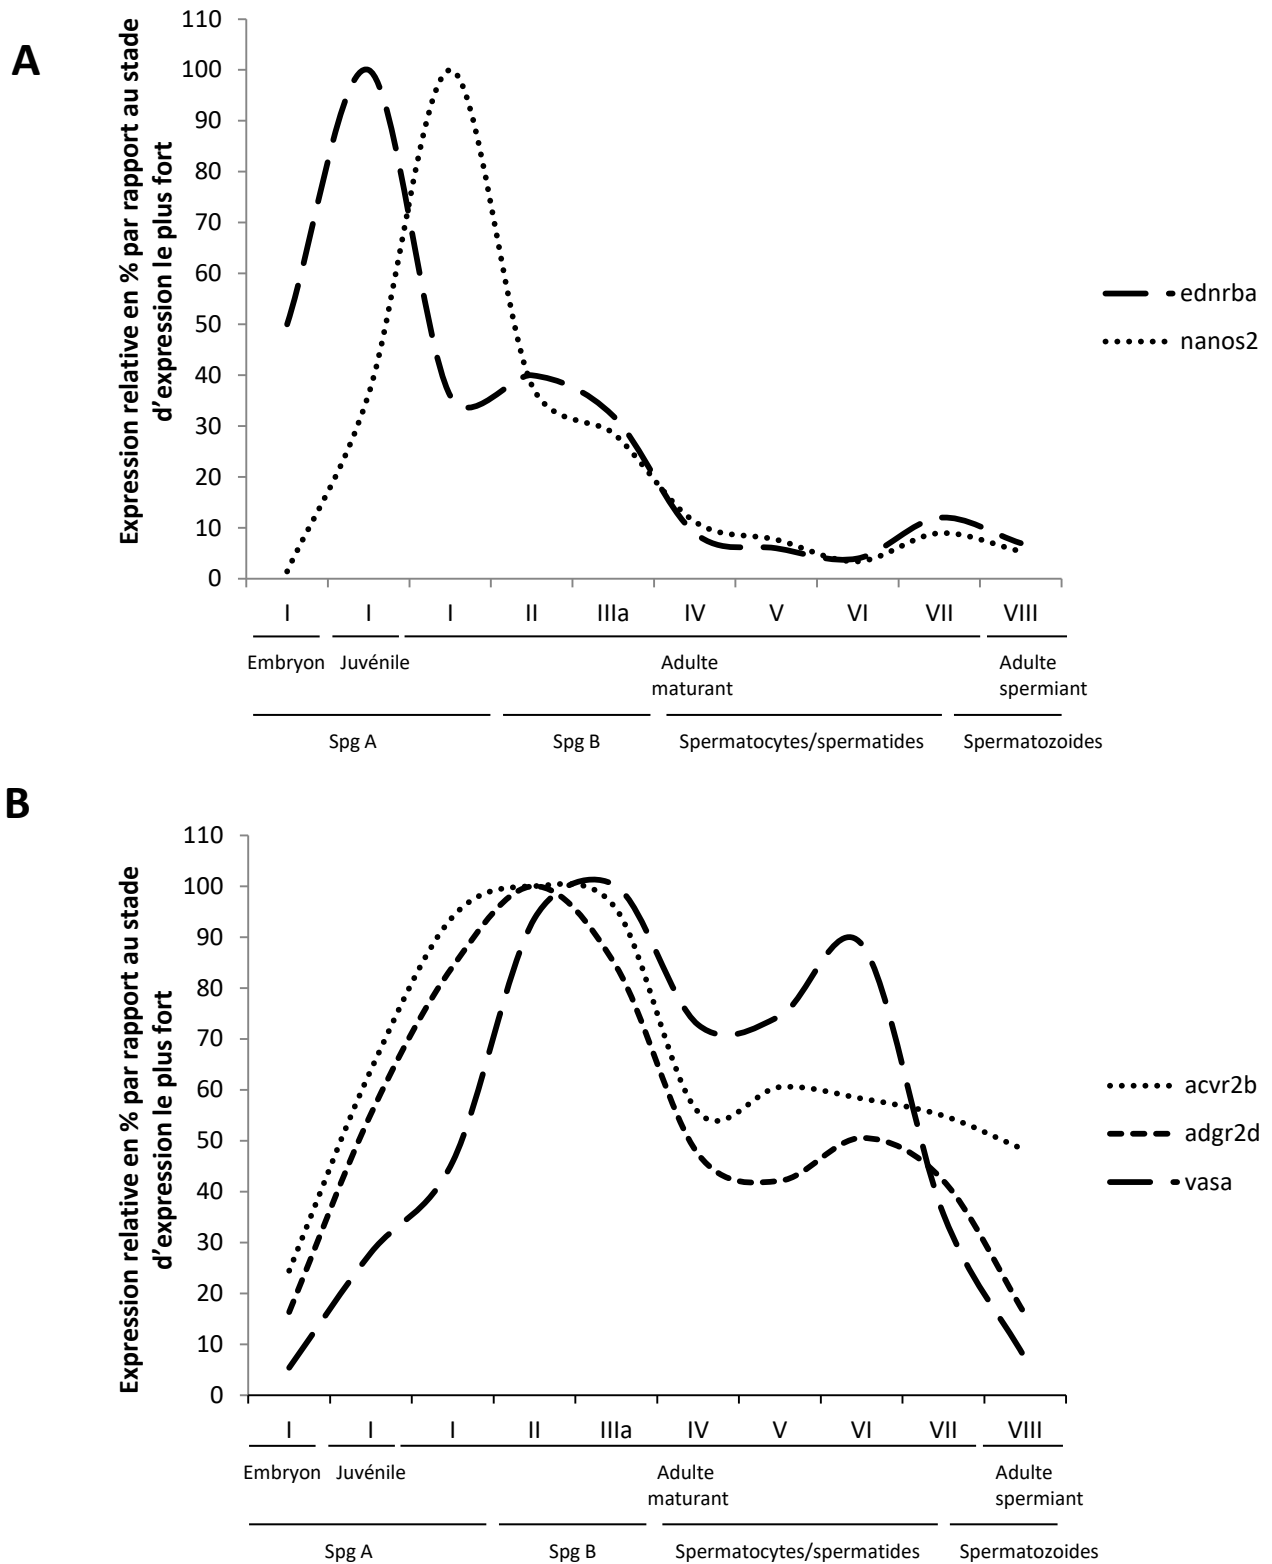 A
Expression relative en % par rapport au stade
d’expression le plus fort
110
100
90
80
70
60
50
40
30
20
10
0
ednrba
nanos2
I I I II IIIa IV V VI VII VIII
Embryon Juvénile Adulte Adulte
maturant spermiant
Spg A Spg B Spermatocytes/spermatides Spermatozoides
B
Expression relative en % par rapport au stade
d’expression le plus fort
110
100
90
80
70
60
50
40
30
20
10
0
acvr2b
adgr2d
vasa
I I I II IIIa IV V VI VII VIII
Embryon Juvénile Adulte Adulte
maturant spermiant
Spg A Spg B Spermatocytes/spermatides Spermatozoides